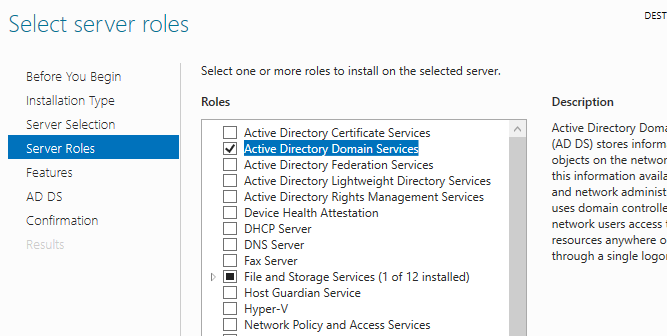 Select server roles
DEST
Before You Begin
Installation Type
Server Selection
Server Roles
Features
AD DS
Confirmation
Results
Select one or more roles to install on the selected server.
Roles
Active Directory Certificate Services
Active Directory Domain Services
Active Directory Federation Services
Active Directory Lightweight Directory Services
Active Directory Rights Management Services
Device Health Attestation
DHCP Server
DNS Server
Fax Server
File and Storage Services (1 of 12 installed)
Host Guardian Service
Hyper-V
Network Policy and Access Services
Description
Active Directory Doma
(AD DS) stores inform
objects on the network
this information availa
and network administ
uses domain controlle
network users access t
resources anywhere o
through a single logon